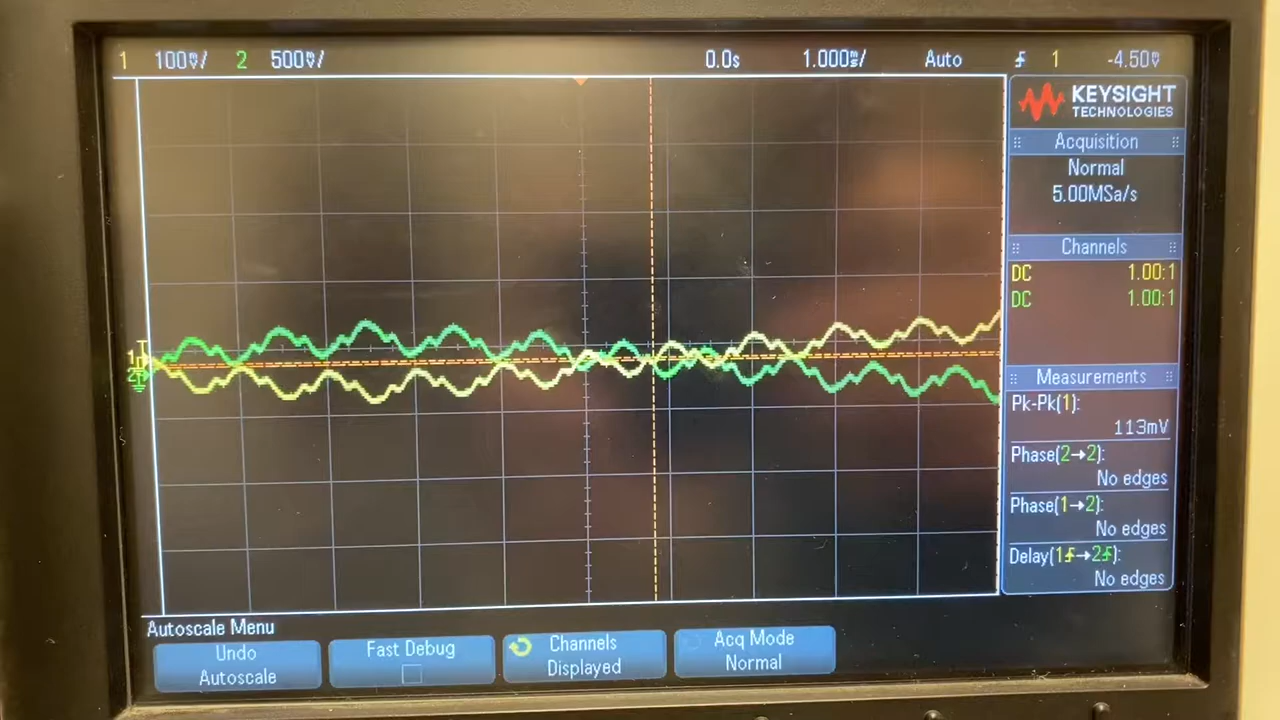 1 100mV/ 2 500mV/ 0.0s 1.000ms/ Auto 1 -4.50V
KEYSIGHT
TECHNOLOGIES
Acquisition
Normal
5.00MSa/s
Channels
DC 1.00:1
DC 1.00:1
Measurements
Pk-Pk(1):
113mV
Phase(2→2):
No edges
Phase(1→2):
No edges
Delay(1→2):
No edges
1
2
Autoscale Menu
Undo
Autoscale
Fast Debug
Channels
Displayed
Acq Mode
Normal